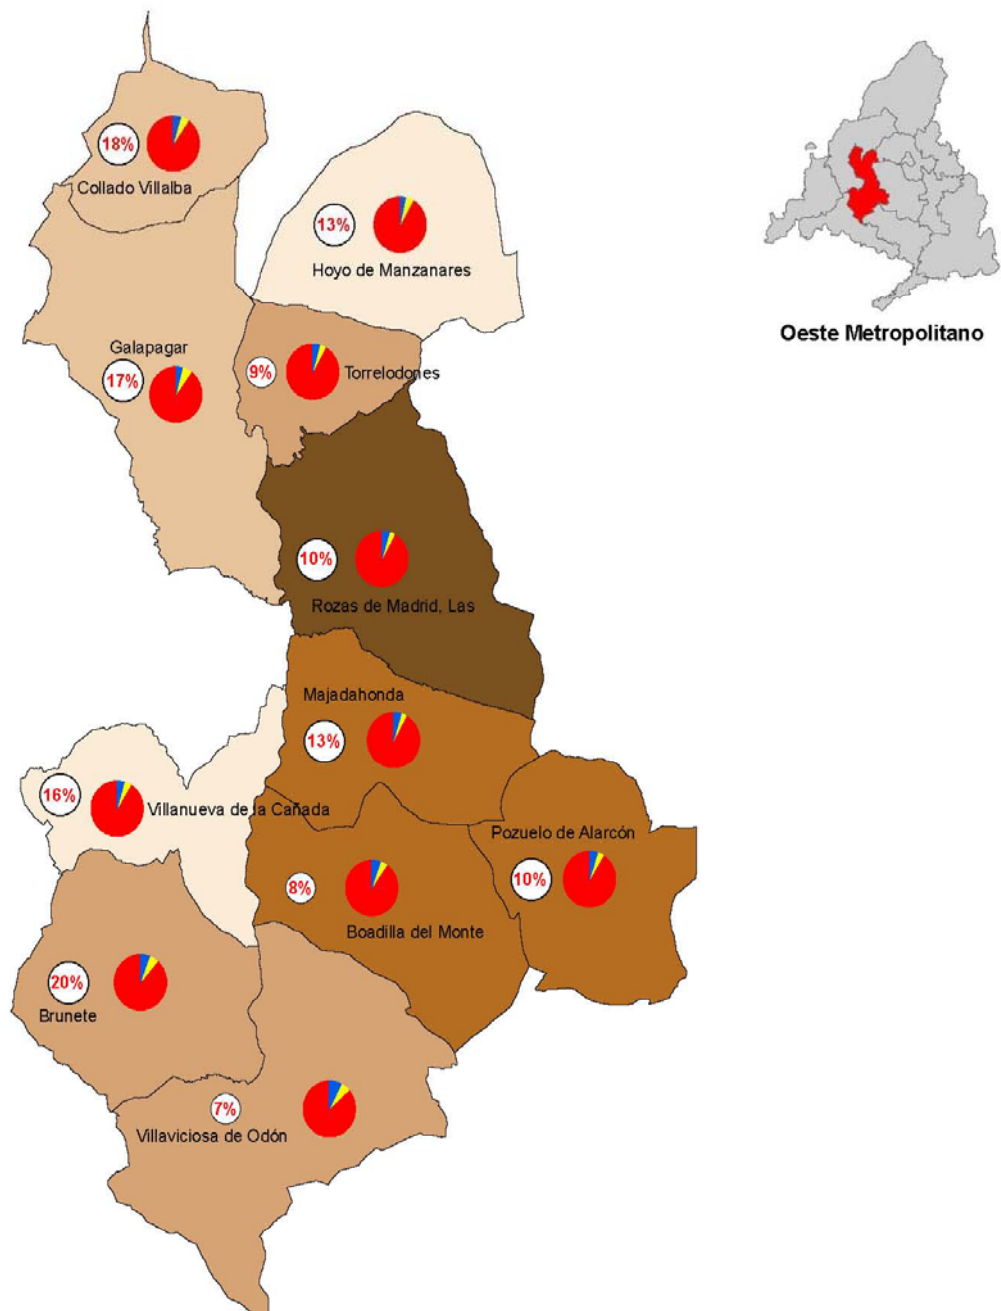 18%
Collado Villalba
13%
Hoyo de Manzanares
Oeste Metropolitano
Galapagar
17%
9%
Torrelodones
10%
Rozas de Madrid, Las
Majadahonda
13%
16%
Villanueva de la Cañada
Pozuelo de Alarcón
10%
8%
Boadilla del Monte
20%
Brunete
7%
Villaviciosa de Odón